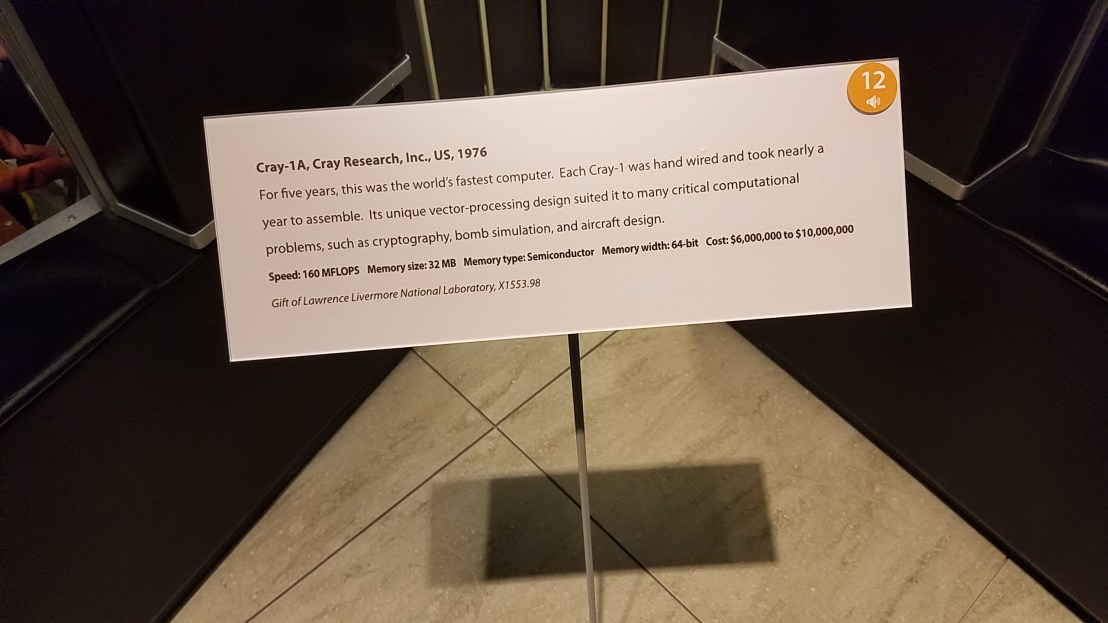 12
Cray-1A, Cray Research, Inc., US, 1976
For five years, this was the world's fastest computer. Each Cray-1 was hand wired and took nearly a
year to assemble. Its unique vector-processing design suited it to many critical computational
problems, such as cryptography, bomb simulation, and aircraft design.
Speed: 160 MFLOPS Memory size: 32 MB Memory type: Semiconductor Memory width: 64-bit Cost: $6,000,000 to $10,000,000
Gift of Lawrence Livermore National Laboratory, X1553.98